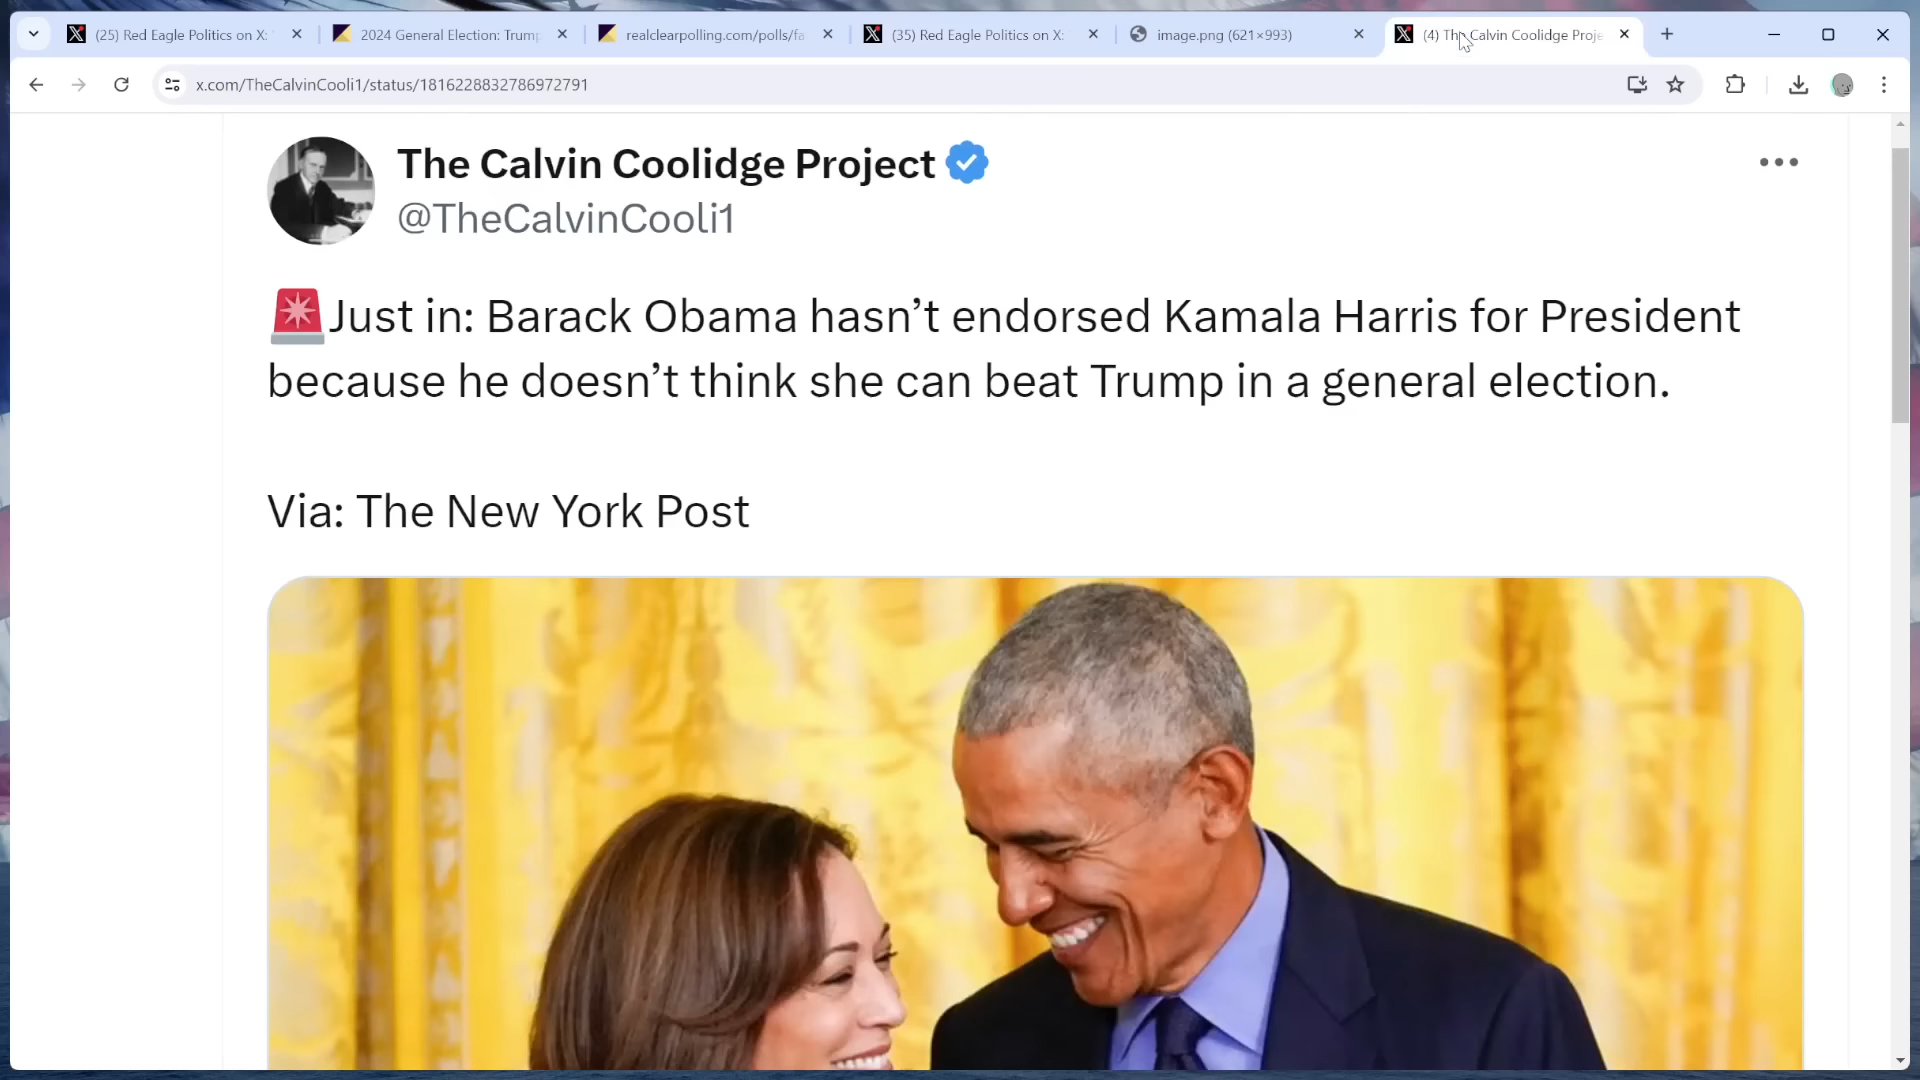 (25) Red Eagle Politics on X:
2024 General Election: Trump
realclearpolling.com/polls/fa
(35) Red Eagle Politics on X:
image.png (621×993)
(4) The Calvin Coolidge Proje
x.com/TheCalvinCooli1/status/1816228832786972791
The Calvin Coolidge Project
@TheCalvinCooli1
🚨Just in: Barack Obama hasn’t endorsed Kamala Harris for President
because he doesn’t think she can beat Trump in a general election.
Via: The New York Post